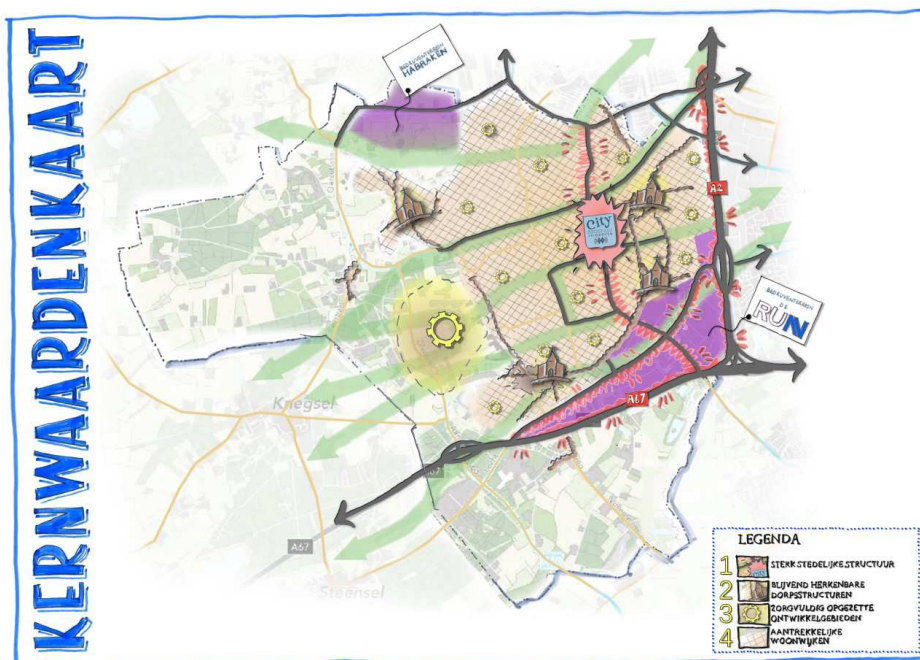 KERNWAARDENKAART
BEDRIJVENTERREIN
HABRAKEN
City
A2
BEDRIJVENTERREIN
DE
RUN
Knegsel
A67
A67
Steensel
LEGENDA
1 STERK STEDELIJKE STRUCTUUR
2 BLIJVEND HERKENBARE
DORPSSTRUCTUREN
3 ZORGVULDIG OPGEZETTE
ONTWIKKELGEBIEDEN
4 AANTREKKELIJKE
WOONWIJKEN